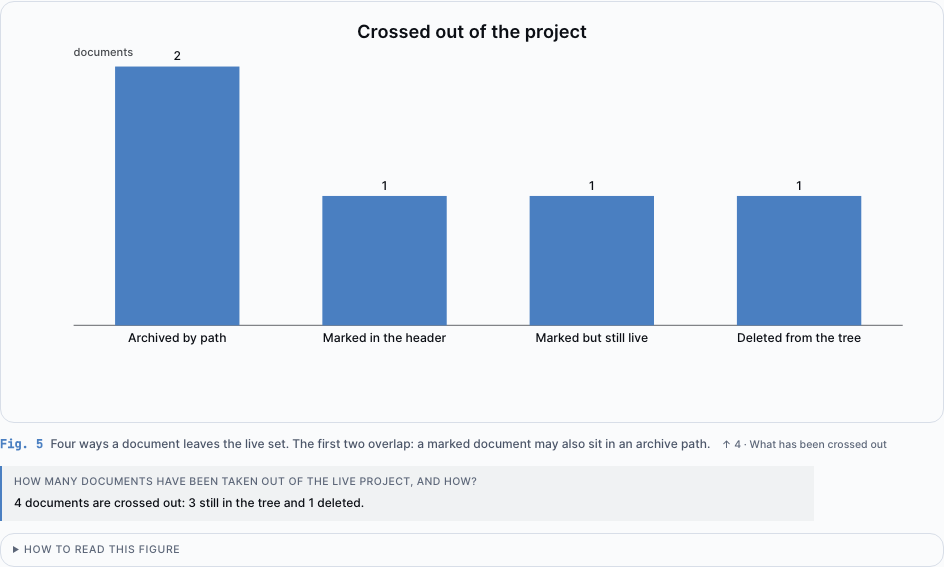 Crossed out of the project
documents
2
1
1
1
Archived by path
Marked in the header
Marked but still live
Deleted from the tree
Fig. 5 Four ways a document leaves the live set. The first two overlap: a marked document may also sit in an archive path. ↑ 4 · What has been crossed out
HOW MANY DOCUMENTS HAVE BEEN TAKEN OUT OF THE LIVE PROJECT, AND HOW?
4 documents are crossed out: 3 still in the tree and 1 deleted.
▶ HOW TO READ THIS FIGURE